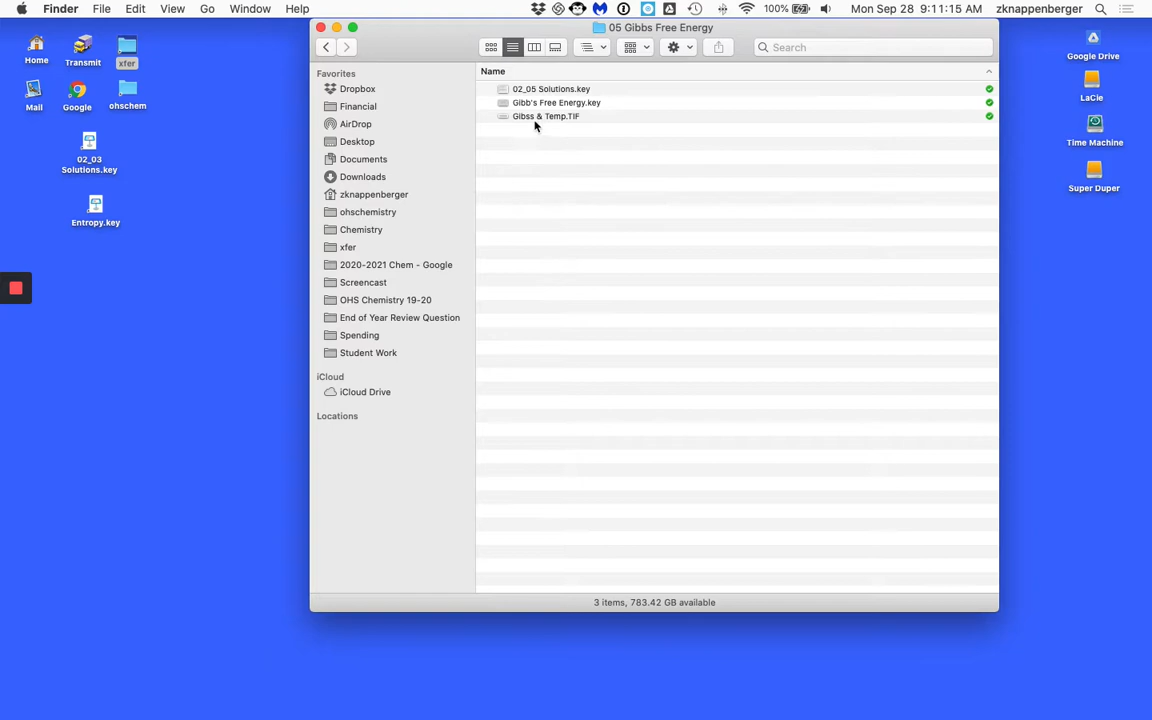 Finder File Edit View Go Window Help 100% Mon Sep 28 9:11:15 AM zknappenberger
05 Gibbs Free Energy
Search
Home
Transmit
xfer
Mail
Google
ohschem
02_03
Solutions.key
Entropy.key
Favorites
Dropbox
Financial
AirDrop
Desktop
Documents
Downloads
zknappenberger
ohschemistry
Chemistry
xfer
2020-2021 Chem - Google
Screencast
OHS Chemistry 19-20
End of Year Review Question
Spending
Student Work
iCloud
iCloud Drive
Locations
Name
02_05 Solutions.key
Gibb's Free Energy.key
Gibss & Temp.TIF
3 items, 783.42 GB available
Google Drive
LaCie
Time Machine
Super Duper